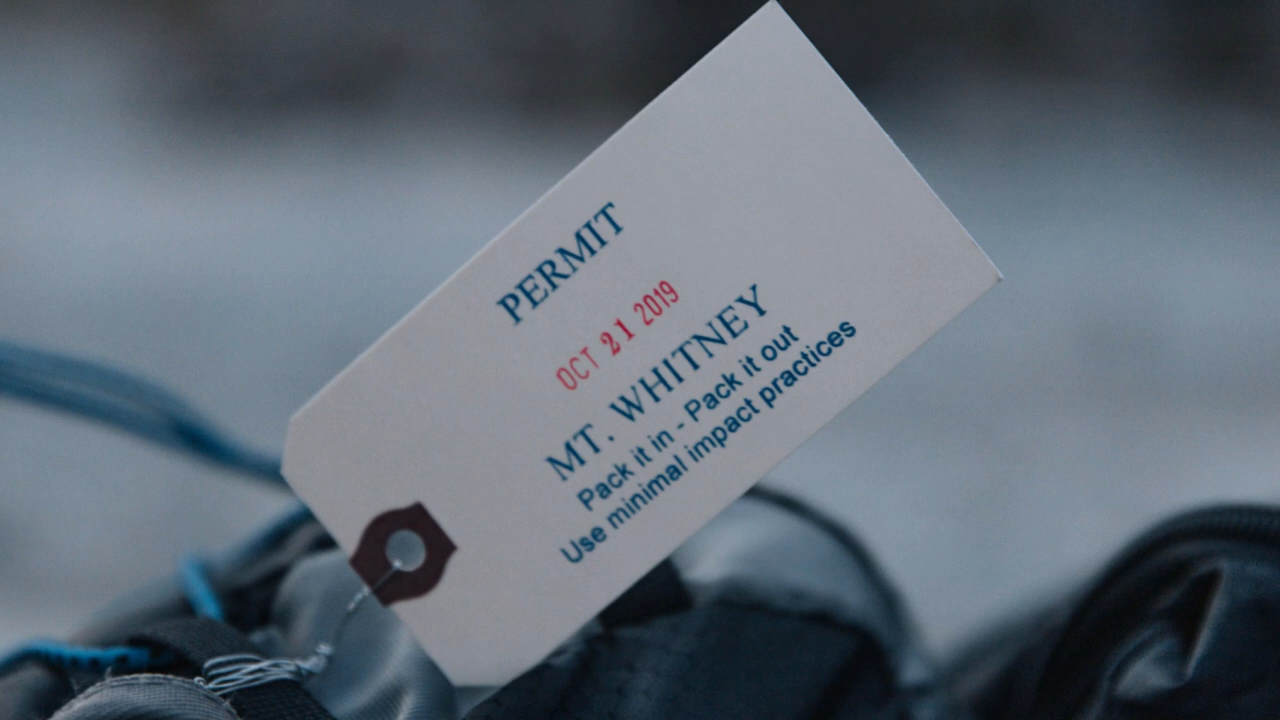 PERMIT
OCT 21 2019
MT. WHITNEY
Pack it in - Pack it out
Use minimal impact practices